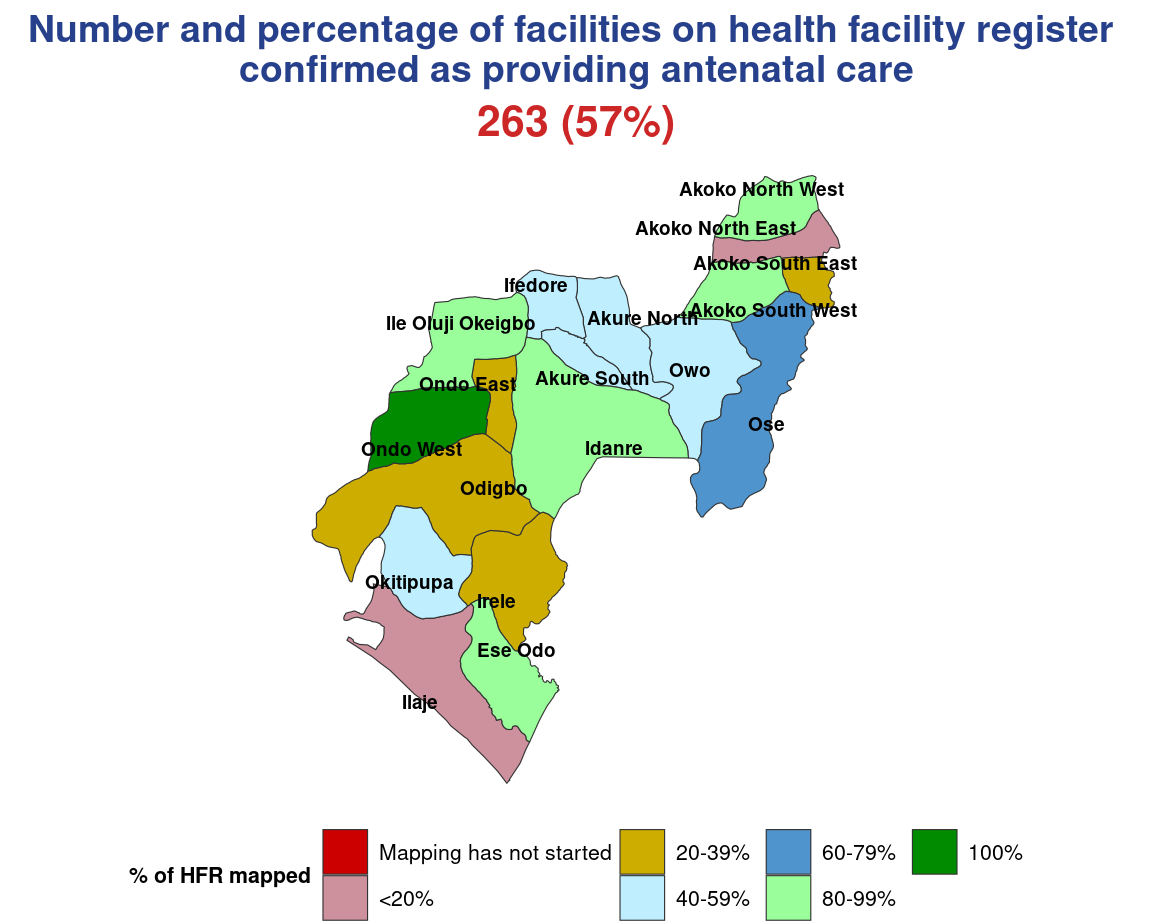 Number and percentage of facilities on health facility register
confirmed as providing antenatal care
263 (57%)
Akoko North West
Akoko North East
Akoko South East
Ifedore
Akoko South West
Akure North
Ile Oluji Okeigbo
Owo
Akure South
Ondo East
Ose
Idanre
Ondo West
Odigbo
Okitipupa
Irele
Ese Odo
Ilaje
% of HFR mapped
Mapping has not started
<20%
20-39%
40-59%
60-79%
80-99%
100%